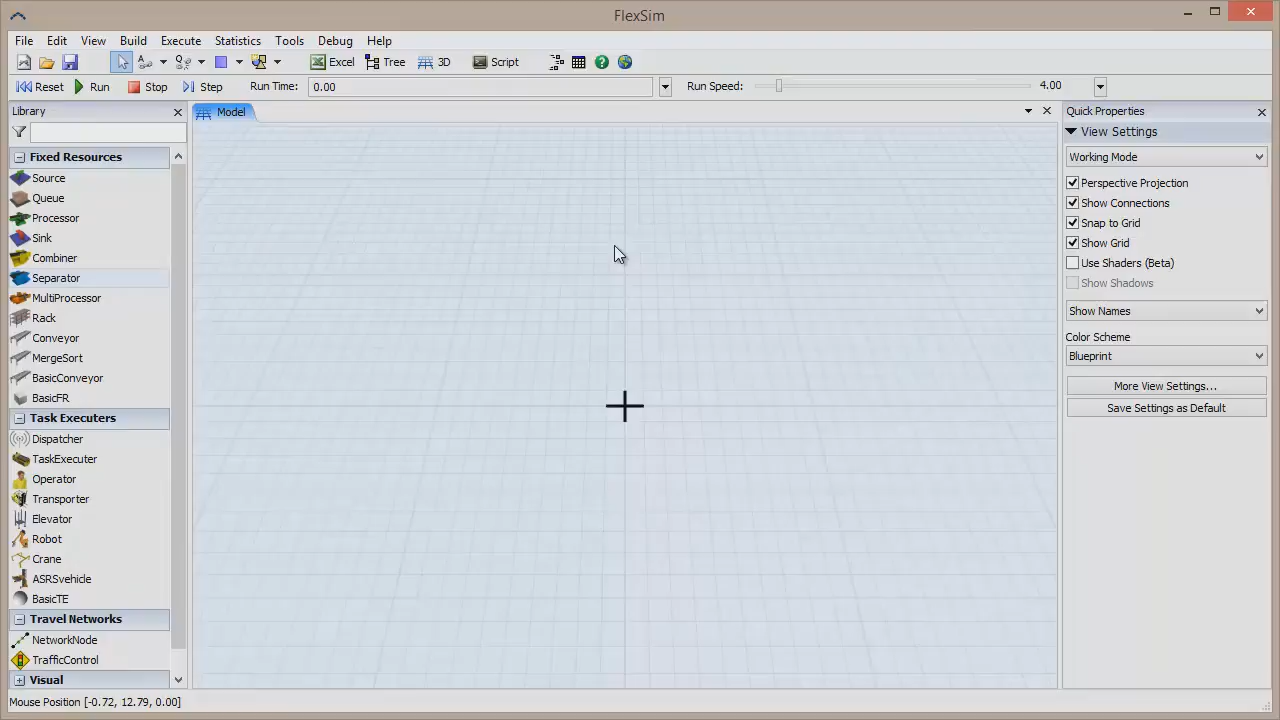 FlexSim
File Edit View Build Execute Statistics Tools Debug Help
Excel Tree 3D Script
Reset Run Stop Step Run Time: 0.00 Run Speed: 4.00
Library
Model
Quick Properties
View Settings
Working Mode
Perspective Projection
Show Connections
Snap to Grid
Show Grid
Use Shaders (Beta)
Show Shadows
Show Names
Color Scheme
Blueprint
More View Settings...
Save Settings as Default
Fixed Resources
Source
Queue
Processor
Sink
Combiner
Separator
MultiProcessor
Rack
Conveyor
MergeSort
BasicConveyor
BasicFR
Task Executers
Dispatcher
TaskExecuter
Operator
Transporter
Elevator
Robot
Crane
ASRSvehicle
BasicTE
Travel Networks
NetworkNode
TrafficControl
Visual
Mouse Position [-0.72, 12.79, 0.00]